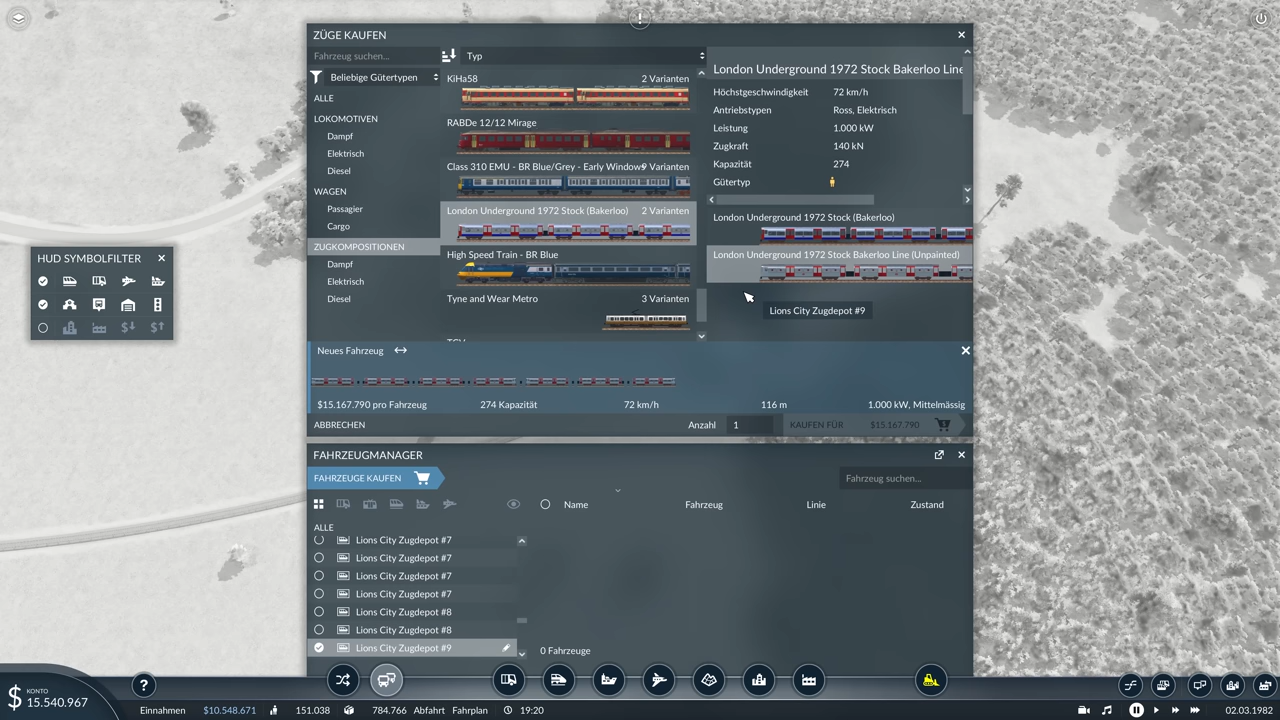 ZÜGE KAUFEN
Fahrzeug suchen...
Typ
Beliebige Gütertypen
ALLE
LOKOMOTIVEN
Dampf
Elektrisch
Diesel
WAGEN
Passagier
Cargo
ZUGKOMPOSITIONEN
Dampf
Elektrisch
Diesel
KiHa58 2 Varianten
RABDe 12/12 Mirage
Class 310 EMU - BR Blue/Grey - Early Windows 9 Varianten
London Underground 1972 Stock (Bakerloo) 2 Varianten
High Speed Train - BR Blue
Tyne and Wear Metro 3 Varianten
London Underground 1972 Stock Bakerloo Line
Höchstgeschwindigkeit 72 km/h
Antriebstypen Ross, Elektrisch
Leistung 1.000 kW
Zugkraft 140 kN
Kapazität 274
Gütertyp
London Underground 1972 Stock (Bakerloo)
London Underground 1972 Stock Bakerloo Line (Unpainted)
Lions City Zugdepot #9
HUD SYMBOLFILTER
Neues Fahrzeug
$15.167.790 pro Fahrzeug 274 Kapazität 72 km/h 116 m 1.000 kW, Mittelmässig
ABBRECHEN Anzahl 1 KAUFEN FÜR $15.167.790
FAHRZEUGMANAGER
FAHRZEUGE KAUFEN
Fahrzeug suchen...
Name Fahrzeug Linie Zustand
ALLE
Lions City Zugdepot #7
Lions City Zugdepot #7
Lions City Zugdepot #7
Lions City Zugdepot #7
Lions City Zugdepot #8
Lions City Zugdepot #8
Lions City Zugdepot #9
0 Fahrzeuge
KONTO
$ 15.540.967
?
Einnahmen $10.548.671 151.038 784.766 Abfahrt Fahrplan 19:20 02.03.1982